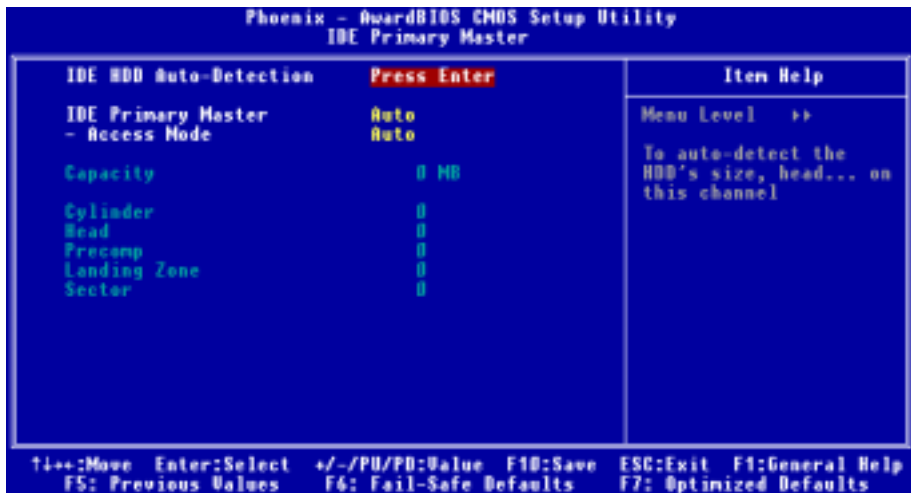 Phoenix - AwardBIOS CMOS Setup Utility
IDE Primary Master
IDE HDD Auto-Detection Press Enter
IDE Primary Master Auto
- Access Mode Auto
Capacity 0 MB
Cylinder 0
Head 0
Precomp 0
Landing Zone 0
Sector 0
Item Help
Menu Level ►►
To auto-detect the
HDD's size, head... on
this channel
↑↓→←:Move Enter:Select +/-/PU/PD:Value F10:Save ESC:Exit F1:General Help
F5: Previous Values F6: Fail-Safe Defaults F7: Optimized Defaults